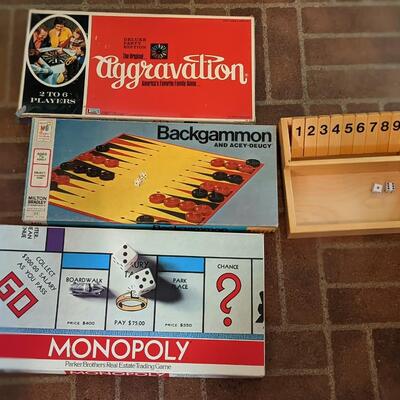 DELUXE
PARTY
EDITION
The Original
aggravation
America's Favorite Family Game
2 TO 6
PLAYERS
MB
Backgammon
AND ACEY-DEUCY
MILTON
BRADLEY
1 2 3 4 5 6 7 8 9
COLLECT
$200.00 SALARY
AS YOU PASS
GO
BOARDWALK
PRICE $400
LUXURY
PAY $75.00
PARK
PLACE
PRICE $350
CHANCE
?
MONOPOLY
Parker Brothers Real Estate Trading Game